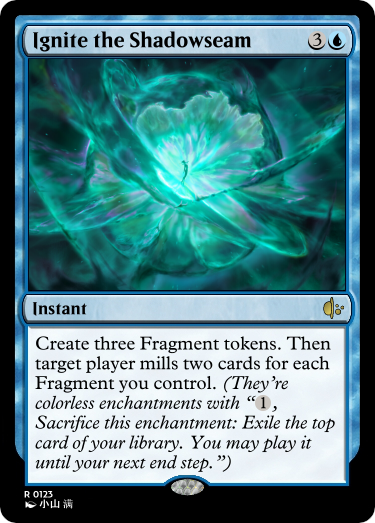 Ignite the Shadowseam 3
Instant
Create three Fragment tokens. Then
target player mills two cards for each
Fragment you control. (They're
colorless enchantments with “1,
Sacrifice this enchantment: Exile the top
card of your library. You may play it
until your next end step.”)
R 0123
小山 满